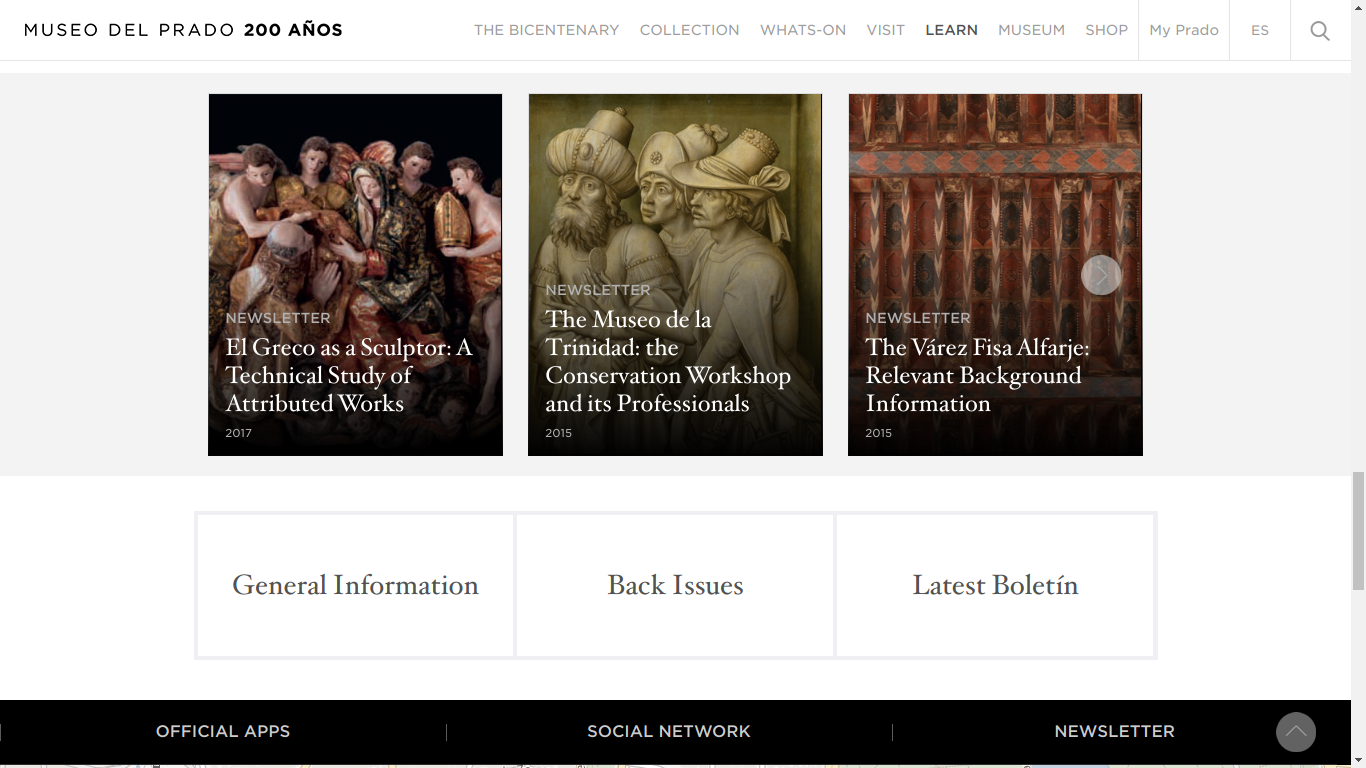 MUSEO DEL PRADO 200 AÑOS
THE BICENTENARY COLLECTION WHATS-ON VISIT LEARN MUSEUM SHOP My Prado ES
NEWSLETTER
El Greco as a Sculptor: A
Technical Study of
Attributed Works
2017
NEWSLETTER
The Museo de la
Trinidad: the
Conservation Workshop
and its Professionals
2015
NEWSLETTER
The Várez Fisa Alfarje:
Relevant Background
Information
2015
General Information
Back Issues
Latest Boletín
OFFICIAL APPS
SOCIAL NETWORK
NEWSLETTER